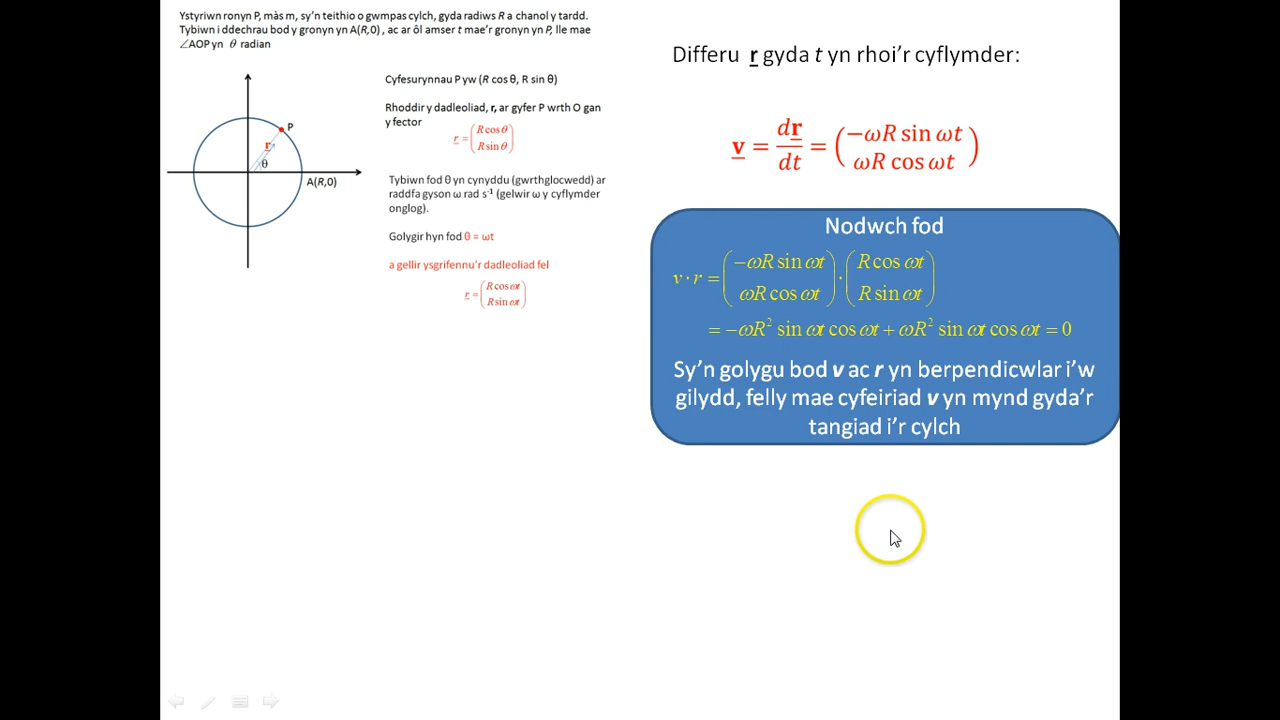 Ystyriwn ronyn P, màs m, sy'n teithio o gwmpas cylch, gyda radiws R a chanol y tardd.
Tybiwn i ddechrau bod y gronyn yn A(R,0) , ac ar ôl amser t mae'r gronyn yn P, lle mae
∠AOP yn θ radian
P
r
θ
A(R,0)
Cyfesurynnau P yw (R cos θ, R sin θ)
Rhoddir y dadleoliad, r, ar gyfer P wrth O gan
y fector
r = (R cos θ
R sin θ)
Tybiwn fod θ yn cynyddu (gwrthglocwedd) ar
raddfa gyson ω rad s⁻¹ (gelwir ω y cyflymder
onglog).
Golygir hyn fod θ = ωt
a gellir ysgrifennu'r dadleoliad fel
r = (R cos ωt
R sin ωt)
Differu r gyda t yn rhoi'r cyflymder:
v = dr/dt = (−ωR sin ωt
ωR cos ωt)
Nodwch fod
v · r = (−ωR sin ωt
ωR cos ωt) · (R cos ωt
R sin ωt)
= −ωR² sin ωt cos ωt + ωR² sin ωt cos ωt = 0
Sy'n golygu bod v ac r yn berpendicwlar i'w
gilydd, felly mae cyfeiriad v yn mynd gyda'r
tangiad i'r cylch